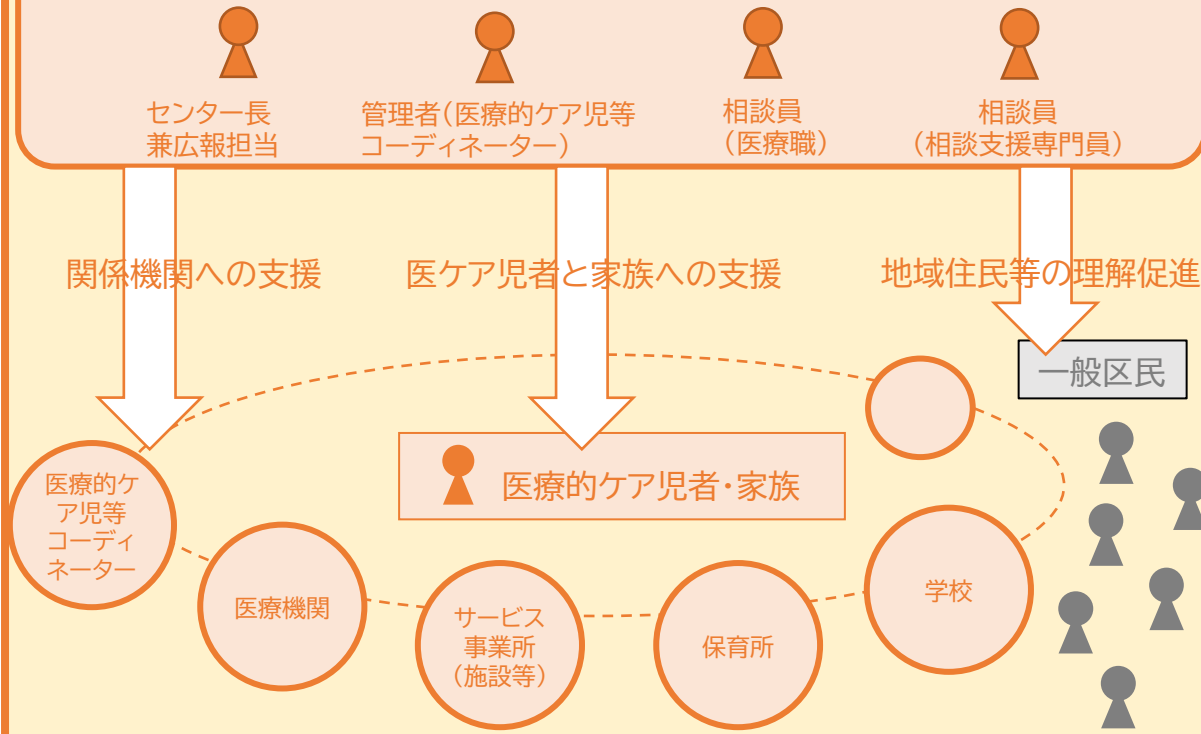 センター長
兼広報担当
管理者(医療的ケア児等
コーディネーター)
相談員
(医療職)
相談員
(相談支援専門員)
関係機関への支援
医ケア児者と家族への支援
地域住民等の理解促進
一般区民
医療的ケア児者・家族
医療的ケ
ア児等
コーディ
ネーター
医療機関
サービス
事業所
(施設等)
保育所
学校